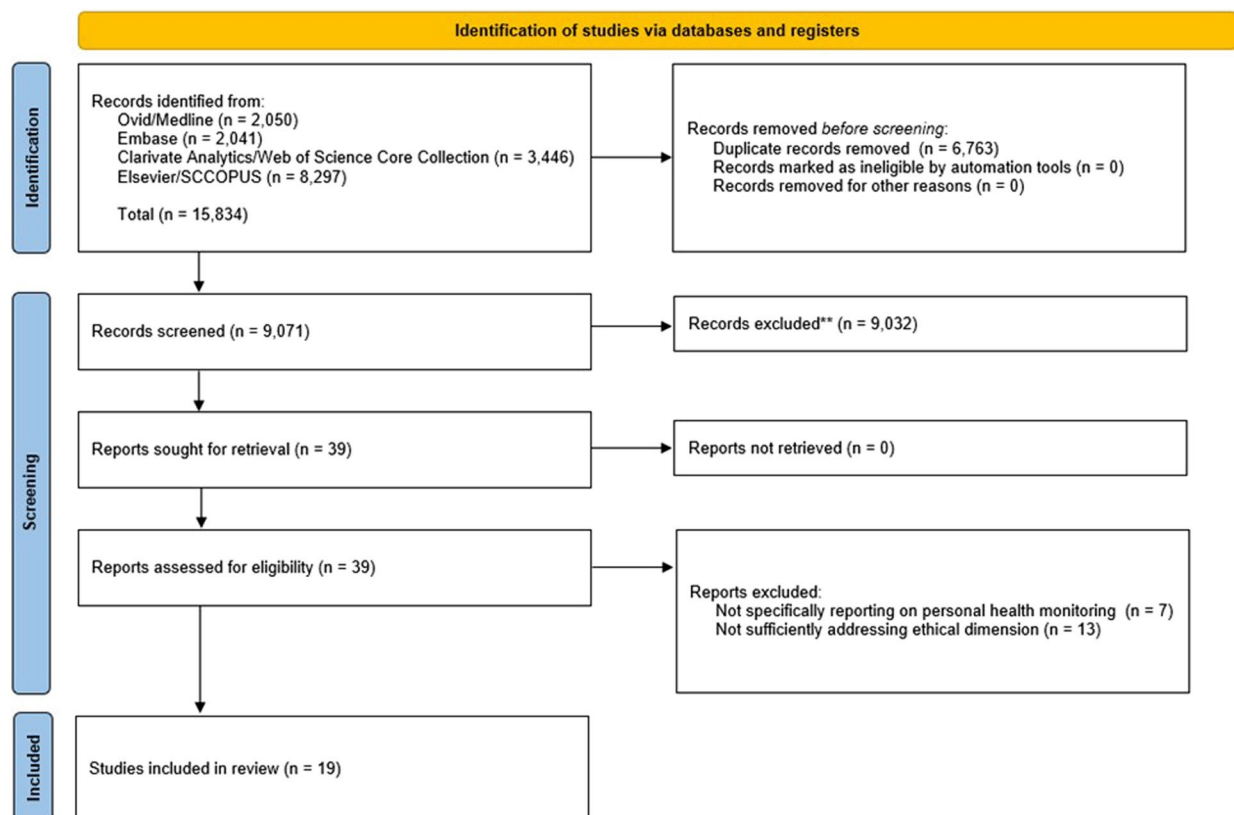 Identification of studies via databases and registers
Identification
Records identified from:
Ovid/Medline (n = 2,050)
Embase (n = 2,041)
Clarivate Analytics/Web of Science Core Collection (n = 3,446)
Elsevier/SCCOPUS (n = 8,297)
Total (n = 15,834)
Records removed before screening:
Duplicate records removed (n = 6,763)
Records marked as ineligible by automation tools (n = 0)
Records removed for other reasons (n = 0)
Screening
Records screened (n = 9,071)
Records excluded** (n = 9,032)
Reports sought for retrieval (n = 39)
Reports not retrieved (n = 0)
Reports assessed for eligibility (n = 39)
Reports excluded:
Not specifically reporting on personal health monitoring (n = 7)
Not sufficiently addressing ethical dimension (n = 13)
Included
Studies included in review (n = 19)